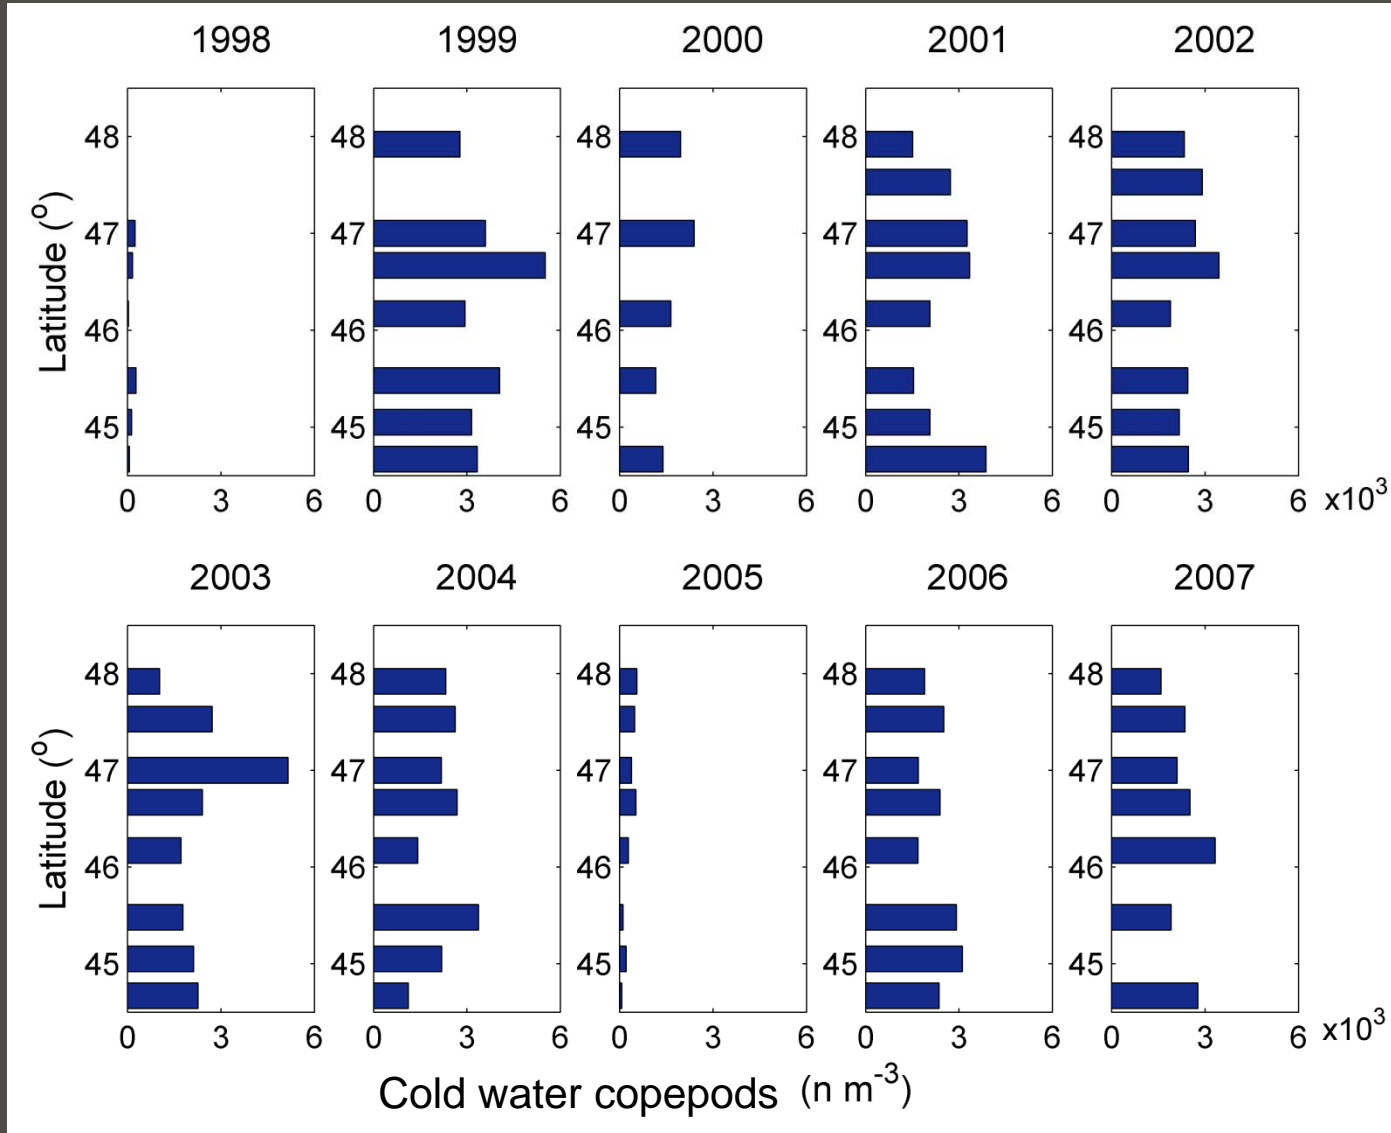 1998 1999 2000 2001 2002
48 48 48 48 48
47 47 47 47 47
46 46 46 46 46
45 45 45 45 45
Latitude (º)
0 3 6 0 3 6 0 3 6 0 3 6 0 3 6 x10³
2003 2004 2005 2006 2007
48 48 48 48 48
47 47 47 47 47
46 46 46 46 46
45 45 45 45 45
Latitude (º)
0 3 6 0 3 6 0 3 6 0 3 6 0 3 6 x10³
Cold water copepods (n m⁻³)